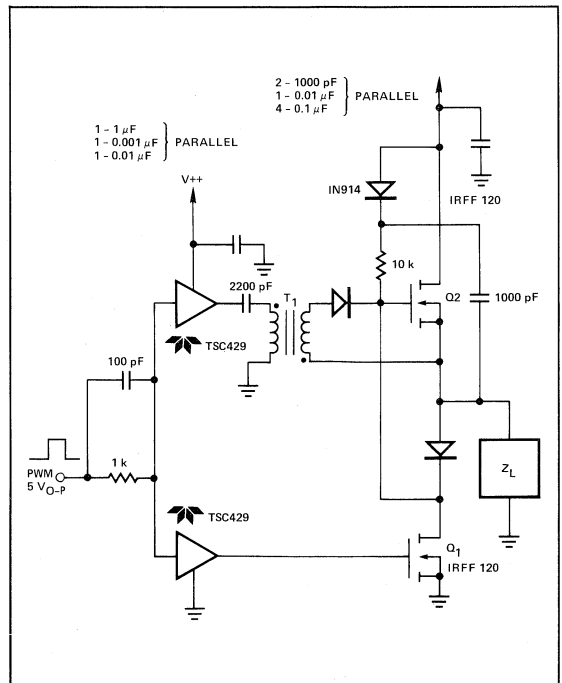 2 – 1000 pF
1 – 0.01 μF
4 – 0.1 μF
PARALLEL
1 – 1 μF
1 – 0.001 μF
1 – 0.01 μF
PARALLEL
V++
IN914
IRFF 120
10 k
2200 pF
T1
Q2
1000 pF
TSC429
100 pF
ZL
PWM
5 VO-P
1 k
TSC429
Q1
IRFF 120